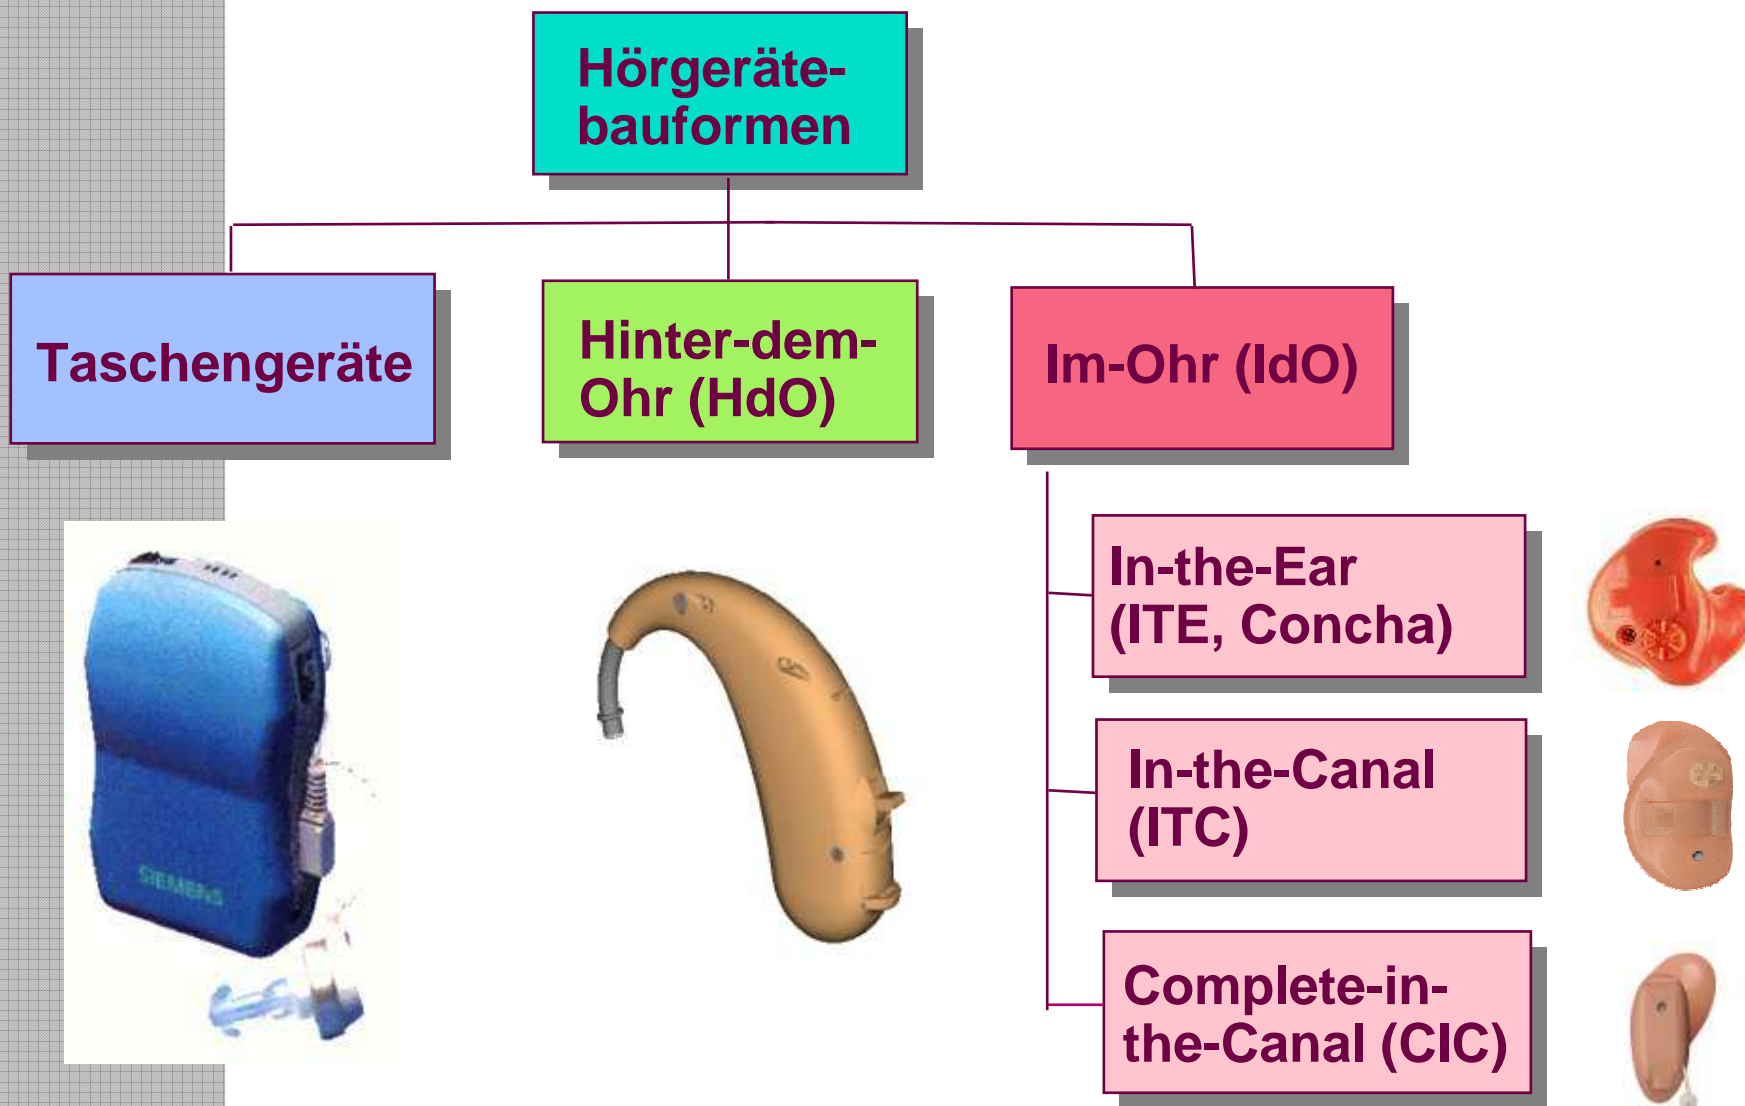 Hörgeräte-
bauformen
Taschengeräte
Hinter-dem-
Ohr (HdO)
Im-Ohr (IdO)
In-the-Ear
(ITE, Concha)
In-the-Canal
(ITC)
Complete-in-
the-Canal (CIC)
SIEMENS